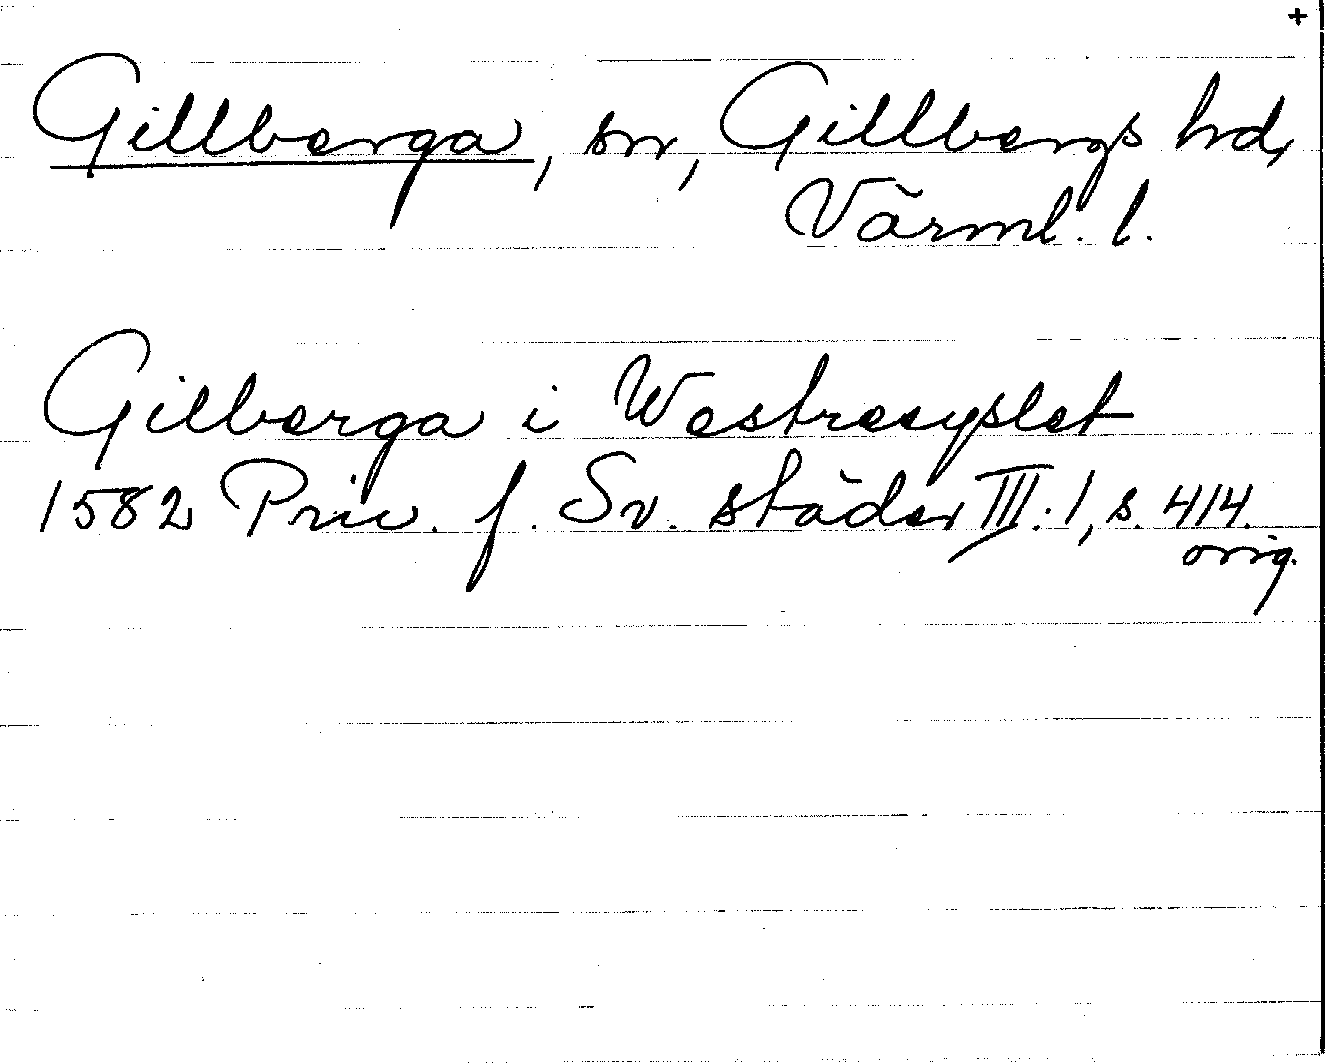 +
Gillberga, sn, Gillbergs hd,
Värml. l.
Gilberga i Westresyslet
1582 Priv. f. Sv. städer III:1, s. 414.
orig.